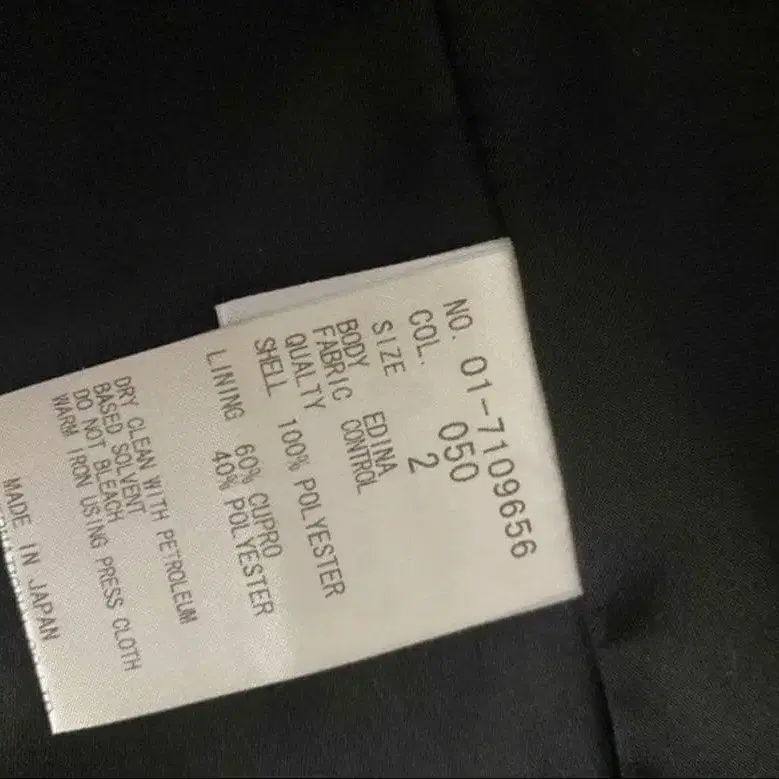 NO. 01-7109656
COL. 050
SIZE 2
BODY EDINA
FABRIC CONTROL
QUALTY
SHELL 100% POLYESTER
LINING 60% CUPRO
40% POLYESTER
DRY CLEAN WITH PETROLEUM
BASED SOLVENT
DO NOT BLEACH
WARM IRON USING PRESS CLOTH
MADE IN JAPAN